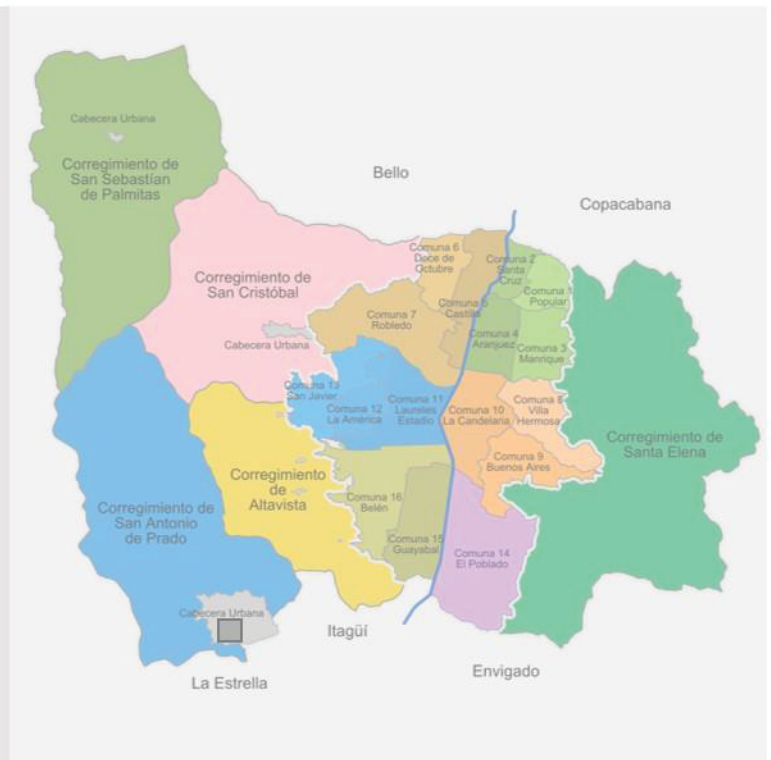 Cabecera Urbana
Corregimiento de
San Sebastían
de Palmitas
Bello
Copacabana
Corregimiento de
San Cristóbal
Cabecera Urbana
Comuna 6
Doce de
Octubre
Comuna 5
Castilla
Comuna 2
Santa
Cruz
Comuna 1
Popular
Comuna 7
Robledo
Comuna 4
Aranjuez
Comuna 3
Manrique
Comuna 13
San Javier
Comuna 12
La América
Comuna 11
Laureles
Estadio
Comuna 10
La Candelaria
Comuna 8
Villa
Hermosa
Comuna 9
Buenos Aires
Corregimiento de
Santa Elena
Corregimiento
de
Altavista
Comuna 16
Belén
Comuna 15
Guayabal
Comuna 14
El Poblado
Corregimiento de
San Antonio
de Prado
Cabecera Urbana
Itagüí
La Estrella
Envigado